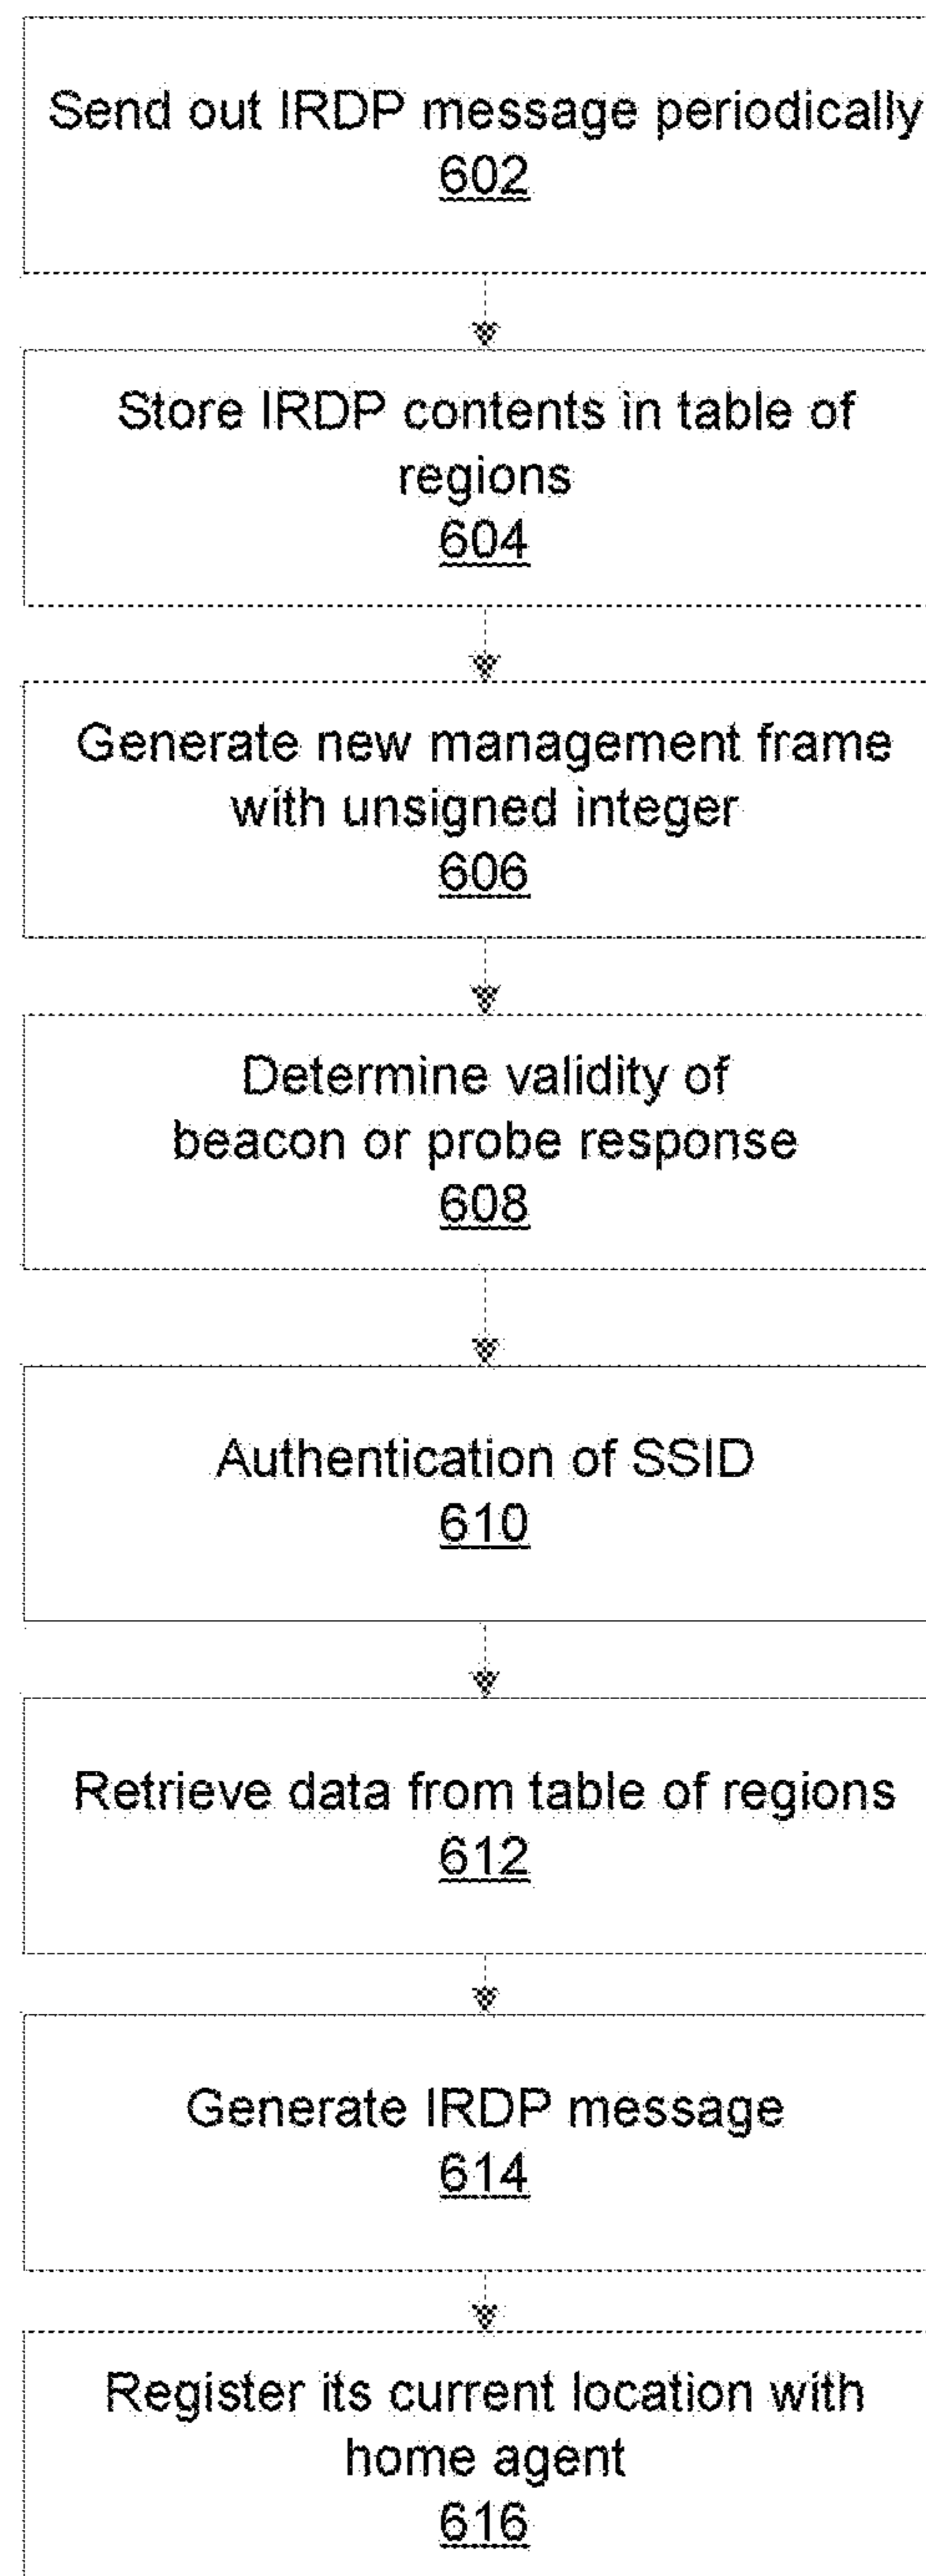 Send out IRDP message periodically
602
Store IRDP contents in table of
regions
604
Generate new management frame
with unsigned integer
606
Determine validity of
beacon or probe response
608
Authentication of SSID
610
Retrieve data from table of regions
612
Generate IRDP message
614
Register its current location with
home agent
616